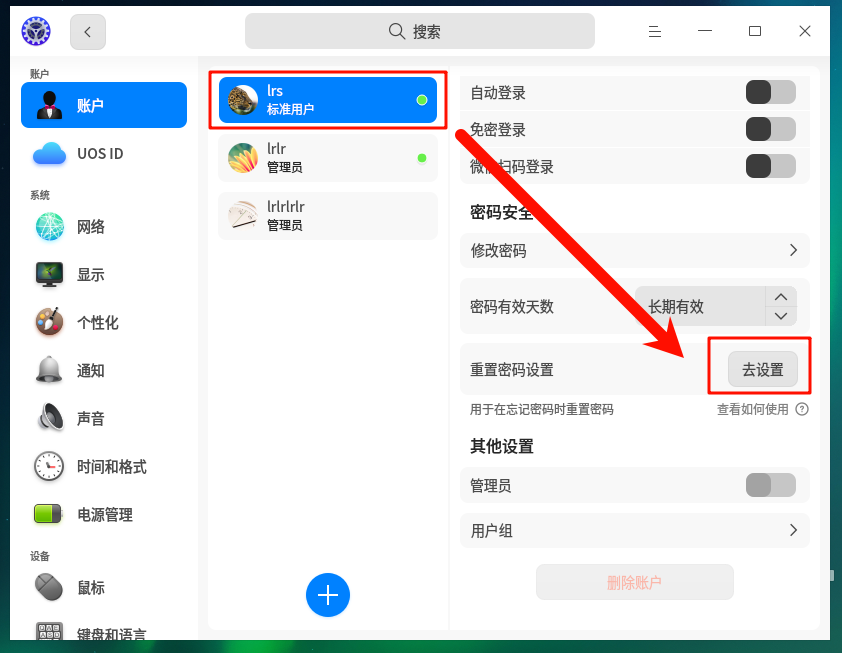 搜索
账户
账户
UOS ID
系统
网络
显示
个性化
通知
声音
时间和格式
电源管理
设备
鼠标
键盘和语言
lrs
标准用户
lrlr
管理员
lrlrlrlr
管理员
自动登录
免密登录
微信扫码登录
密码安全
修改密码
密码有效天数
长期有效
重置密码设置
去设置
用于在忘记密码时重置密码
查看如何使用
其他设置
管理员
用户组
删除账户